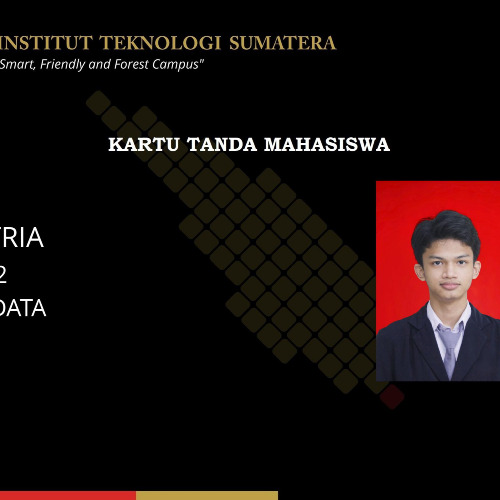 INSTITUT TEKNOLOGI SUMATERA
Smart, Friendly and Forest Campus"
KARTU TANDA MAHASISWA
TRIA
2
DATA